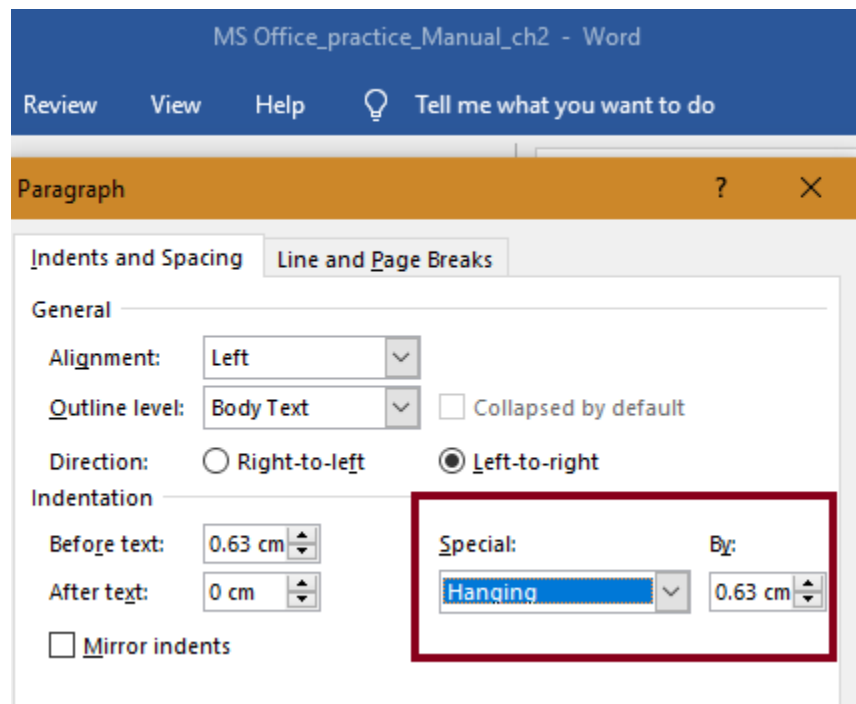 MS Office_practice_Manual_ch2 - Word
Review View Help Tell me what you want to do
Paragraph ?
Indents and Spacing Line and Page Breaks
General
Alignment: Left
Outline level: Body Text Collapsed by default
Direction: Right-to-left Left-to-right
Indentation
Before text: 0.63 cm Special: By:
After text: 0 cm Hanging 0.63 cm
Mirror indents